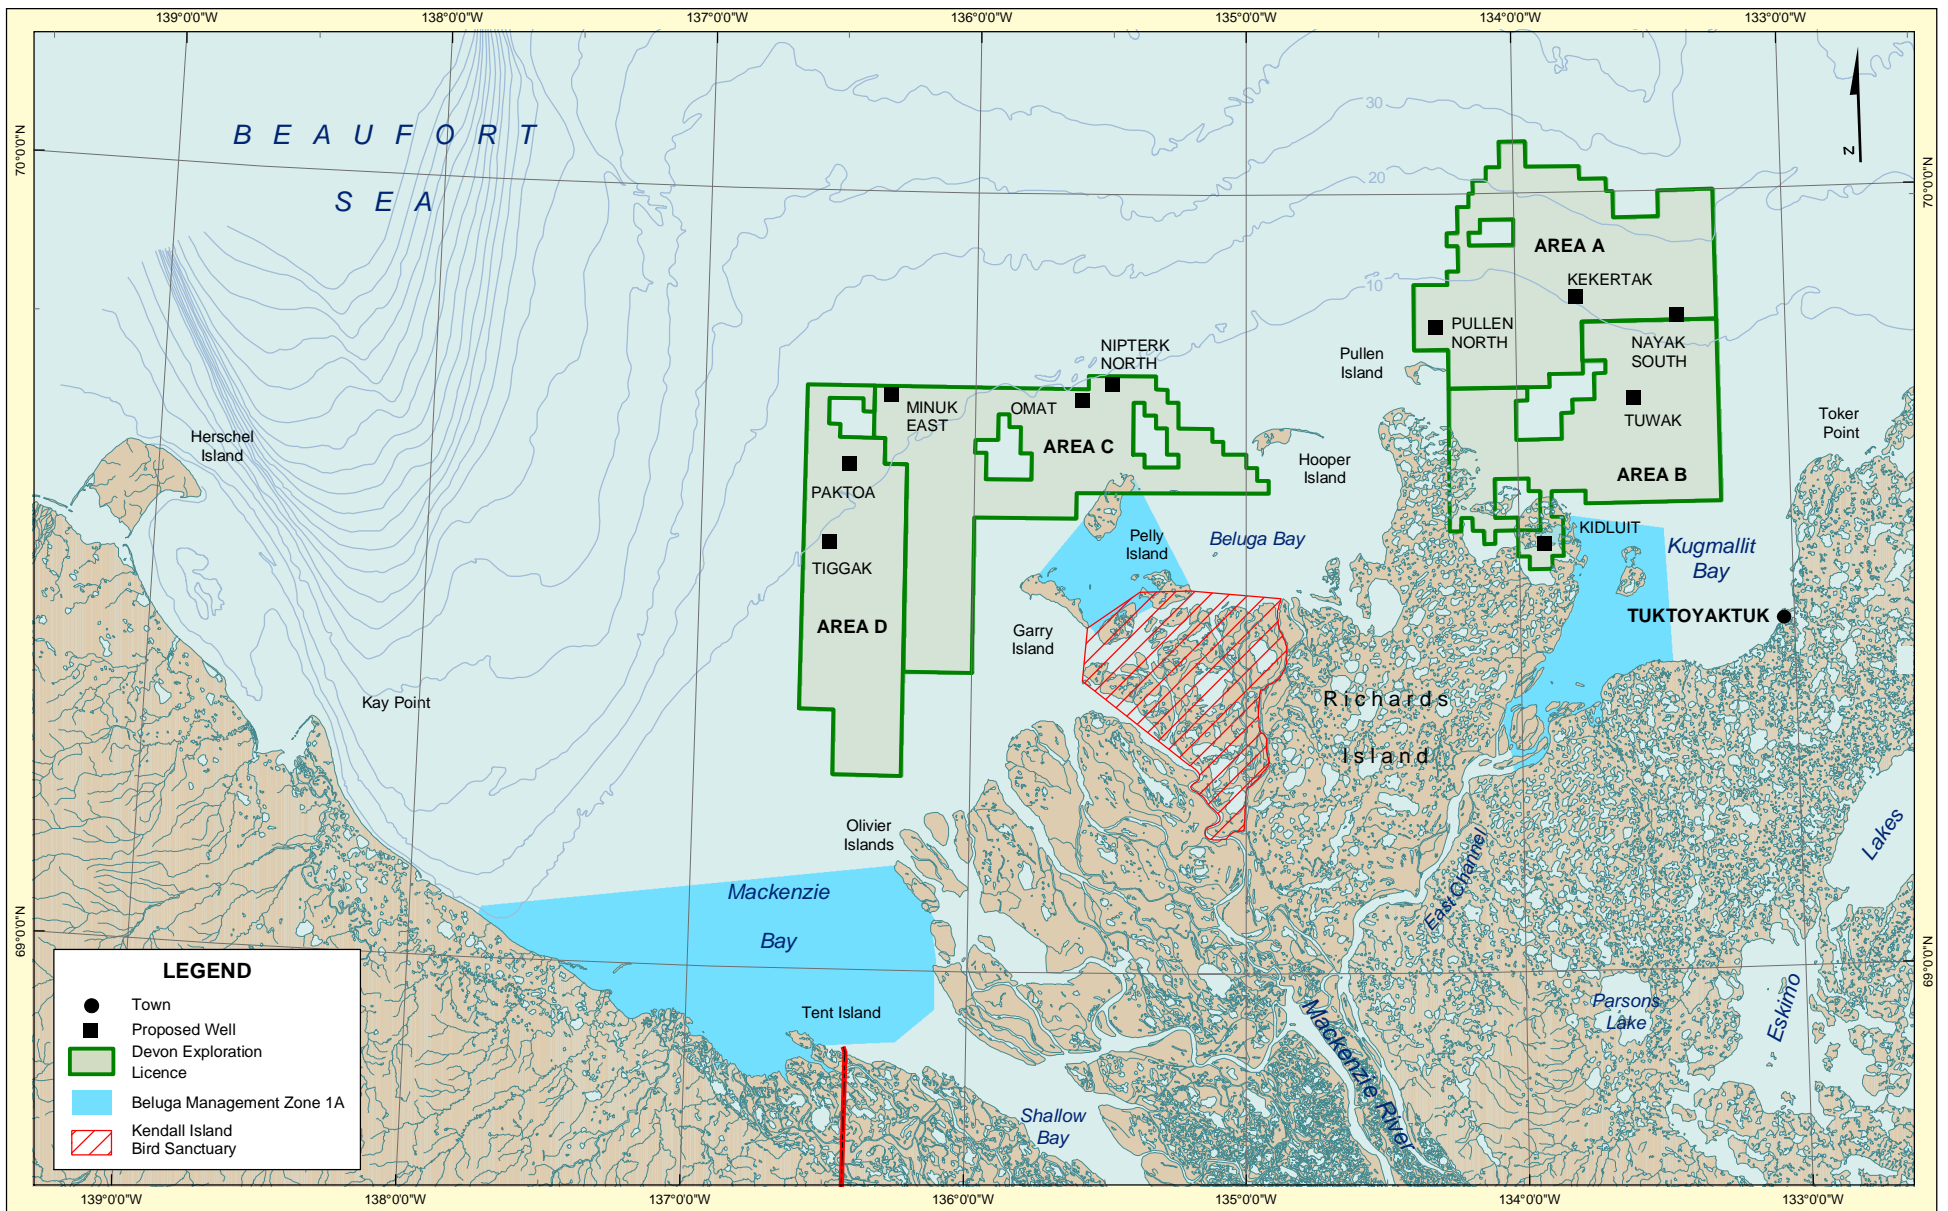 139°0'0"W
138°0'0"W
137°0'0"W
136°0'0"W
135°0'0"W
134°0'0"W
133°0'0"W
70°0'0"N
70°0'0"N
B E A U F O R T
S E A
30
20
10
N
AREA A
KEKERTAK
PULLEN
NORTH
NAYAK
SOUTH
TUWAK
AREA B
Pullen
Island
Toker
Point
NIPTERK
NORTH
MINUK
EAST
OMAT
AREA C
PAKTOA
TIGGAK
AREA D
Hooper
Island
Herschel
Island
Pelly
Island
Beluga Bay
KIDLUIT
Kugmallit
Bay
TUKTOYAKTUK
Garry
Island
Kay Point
Richards
Island
Olivier
Islands
Mackenzie
Bay
East Channel
Lakes
Eskimo
Parsons
Lake
Tent Island
Mackenzie River
Shallow
Bay
69°0'0"N
69°0'0"N
LEGEND
Town
Proposed Well
Devon Exploration
Licence
Beluga Management Zone 1A
Kendall Island
Bird Sanctuary
139°0'0"W
138°0'0"W
137°0'0"W
136°0'0"W
135°0'0"W
134°0'0"W
133°0'0"W